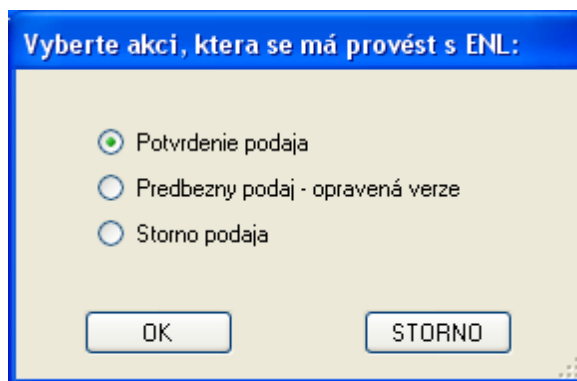 Vyberte akci, ktera se má provést s ENL:
Potvrdenie podaja
Predbezny podaj - opravená verze
Storno podaja
OK
STORNO